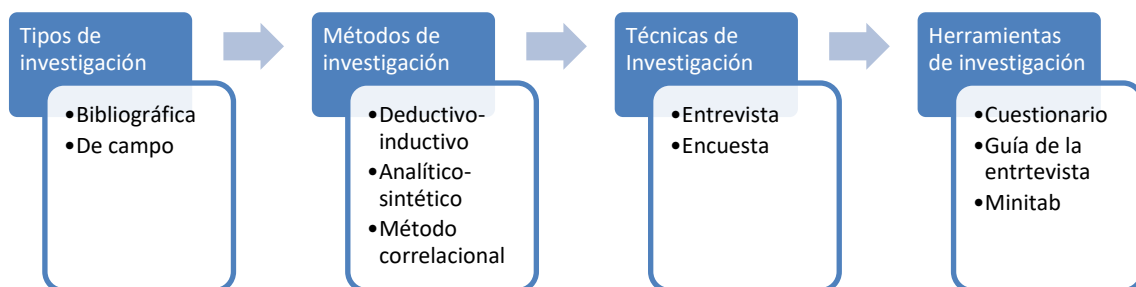 Tipos de
investigación
•Bibliográfica
•De campo
Métodos de
investigación
•Deductivo-
inductivo
•Analítico-
sintético
•Método
correlacional
Técnicas de
Investigación
•Entrevista
•Encuesta
Herramientas
de investigación
•Cuestionario
•Guía de la
entrtevista
•Minitab